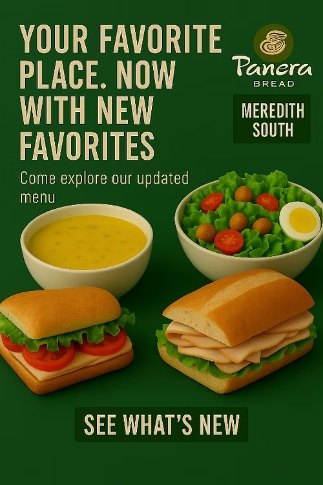 YOUR FAVORITE
PLACE. NOW
WITH NEW
FAVORITES
Come explore our updated
menu
Panera
BREAD
MEREDITH
SOUTH
SEE WHAT'S NEW